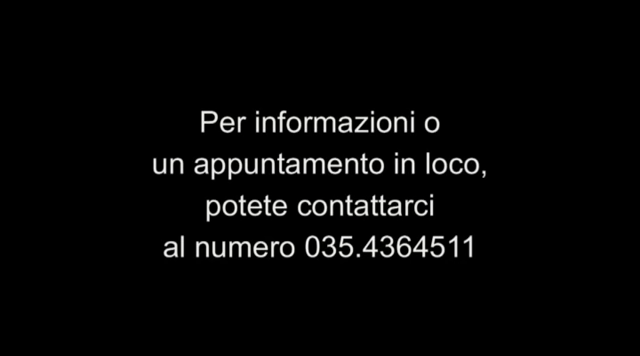 Per informazioni o
un appuntamento in loco,
potete contattarci
al numero 035.4364511